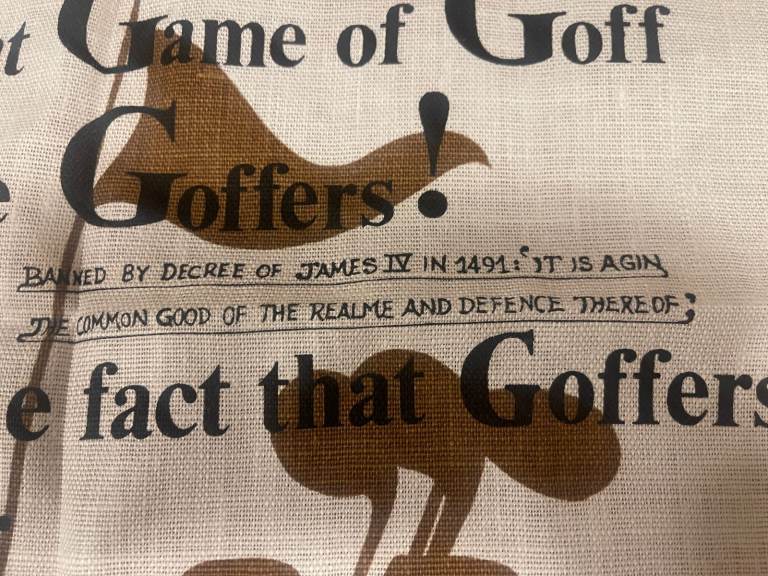 t Game of Goff
e Goffers!
BANNED BY DECREE OF JAMES IV IN 1491: 'IT IS AGIN
THE COMMON GOOD OF THE REALME AND DEFENCE THEREOF;
e fact that Goffers
.